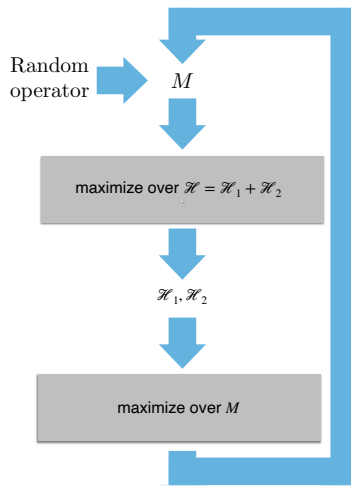 Random
operator
M
maximize over ℋ = ℋ₁ + ℋ₂
ℋ₁, ℋ₂
maximize over M